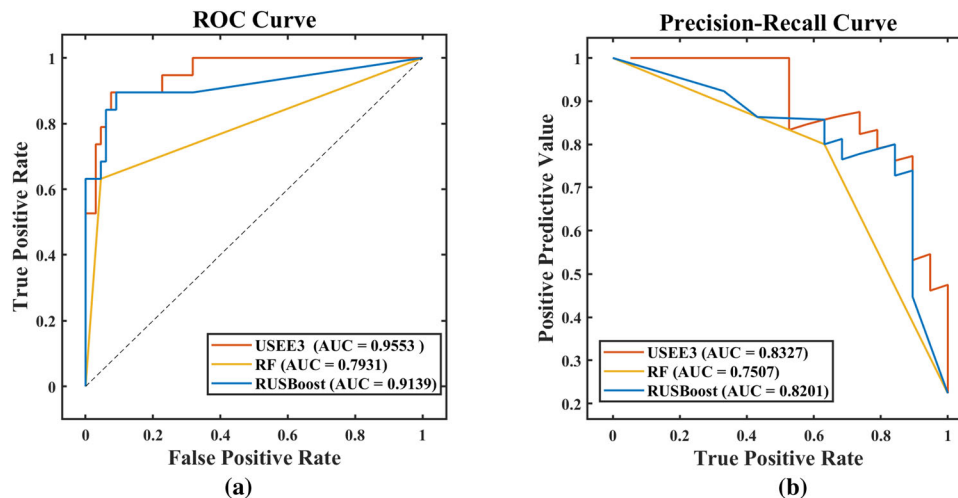 ROC Curve
True Positive Rate
1
0.8
0.6
0.4
0.2
0
USEE3 (AUC = 0.9553 )
RF (AUC = 0.7931)
RUSBoost (AUC = 0.9139)
0 0.2 0.4 0.6 0.8 1
False Positive Rate
(a)
Precision-Recall Curve
Positive Predictive Value
1
0.9
0.8
0.7
0.6
0.5
0.4
0.3
0.2
USEE3 (AUC = 0.8327)
RF (AUC = 0.7507)
RUSBoost (AUC = 0.8201)
0 0.2 0.4 0.6 0.8 1
True Positive Rate
(b)